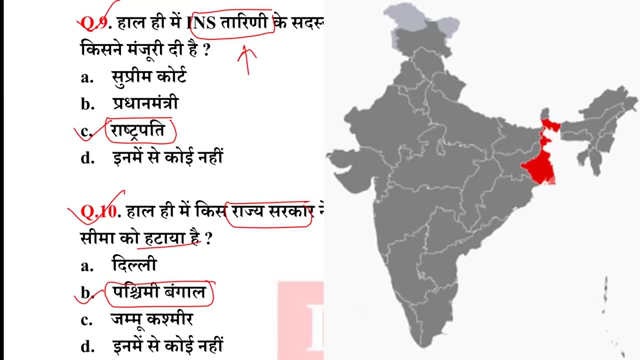 Q.9. हाल ही में INS तारिणी के सदस्
किसने मंजूरी दी है ?
a. सुप्रीम कोर्ट
b. प्रधानमंत्री
c. राष्ट्रपति
d. इनमें से कोई नहीं
Q.10. हाल ही में किस राज्य सरकार ने
सीमा को हटाया है ?
a. दिल्ली
b. पश्चिमी बंगाल
c. जम्मू कश्मीर
d. इनमें से कोई नहीं